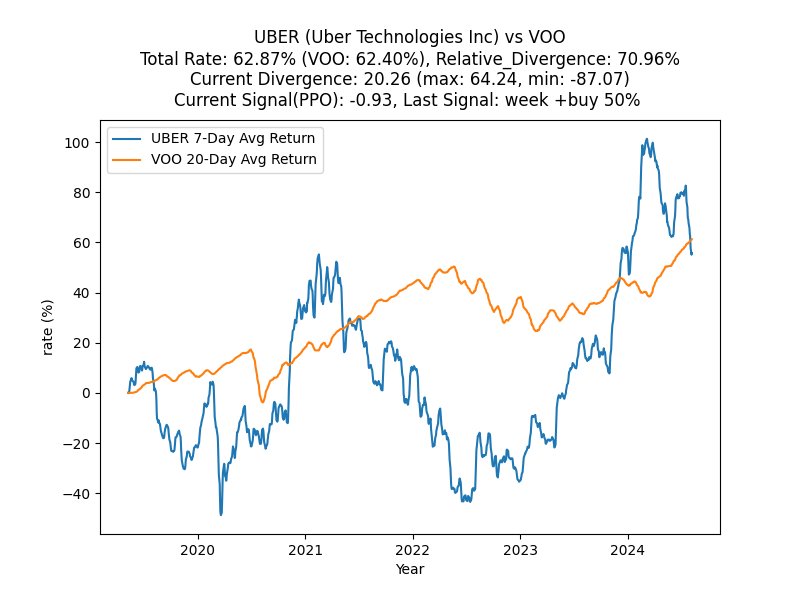 UBER (Uber Technologies Inc) vs VOO
Total Rate: 62.87% (VOO: 62.40%), Relative_Divergence: 70.96%
Current Divergence: 20.26 (max: 64.24, min: -87.07)
Current Signal(PPO): -0.93, Last Signal: week +buy 50%
UBER 7-Day Avg Return
VOO 20-Day Avg Return
100
80
60
40
20
0
−20
−40
rate (%)
2020 2021 2022 2023 2024
Year